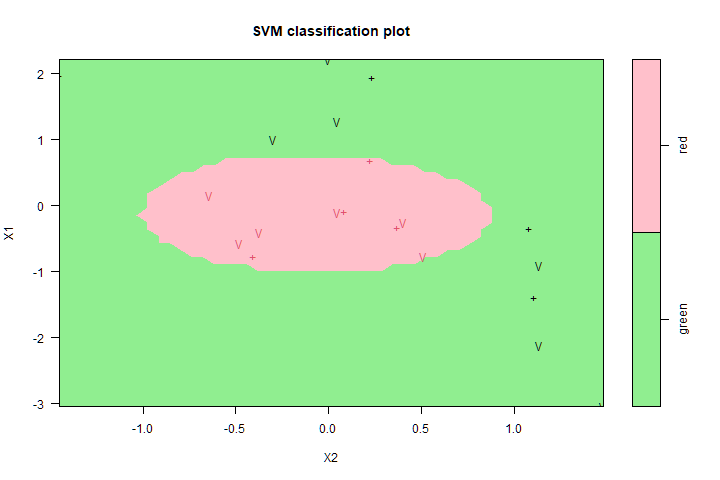 SVM classification plot
2
1
0
-1
-2
-3
X1
-1.0
-0.5
0.0
0.5
1.0
X2
red
green